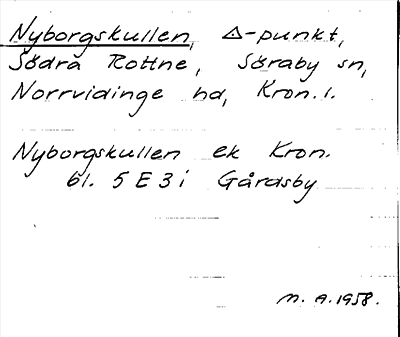 Nyborgskullen, Δ-punkt,
Södra Rottne, Söraby sn,
Norrvidinge hd, Kron. l.
Nyborgskullen ek Kron.
bl. 5 E 3 i Gårdsby
M. A. 1958.